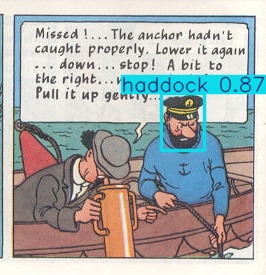 Missed !... The anchor hadn't
caught properly. Lower it again
... down... stop! A bit to
the right...
haddock 0.87
Pull it up gently...